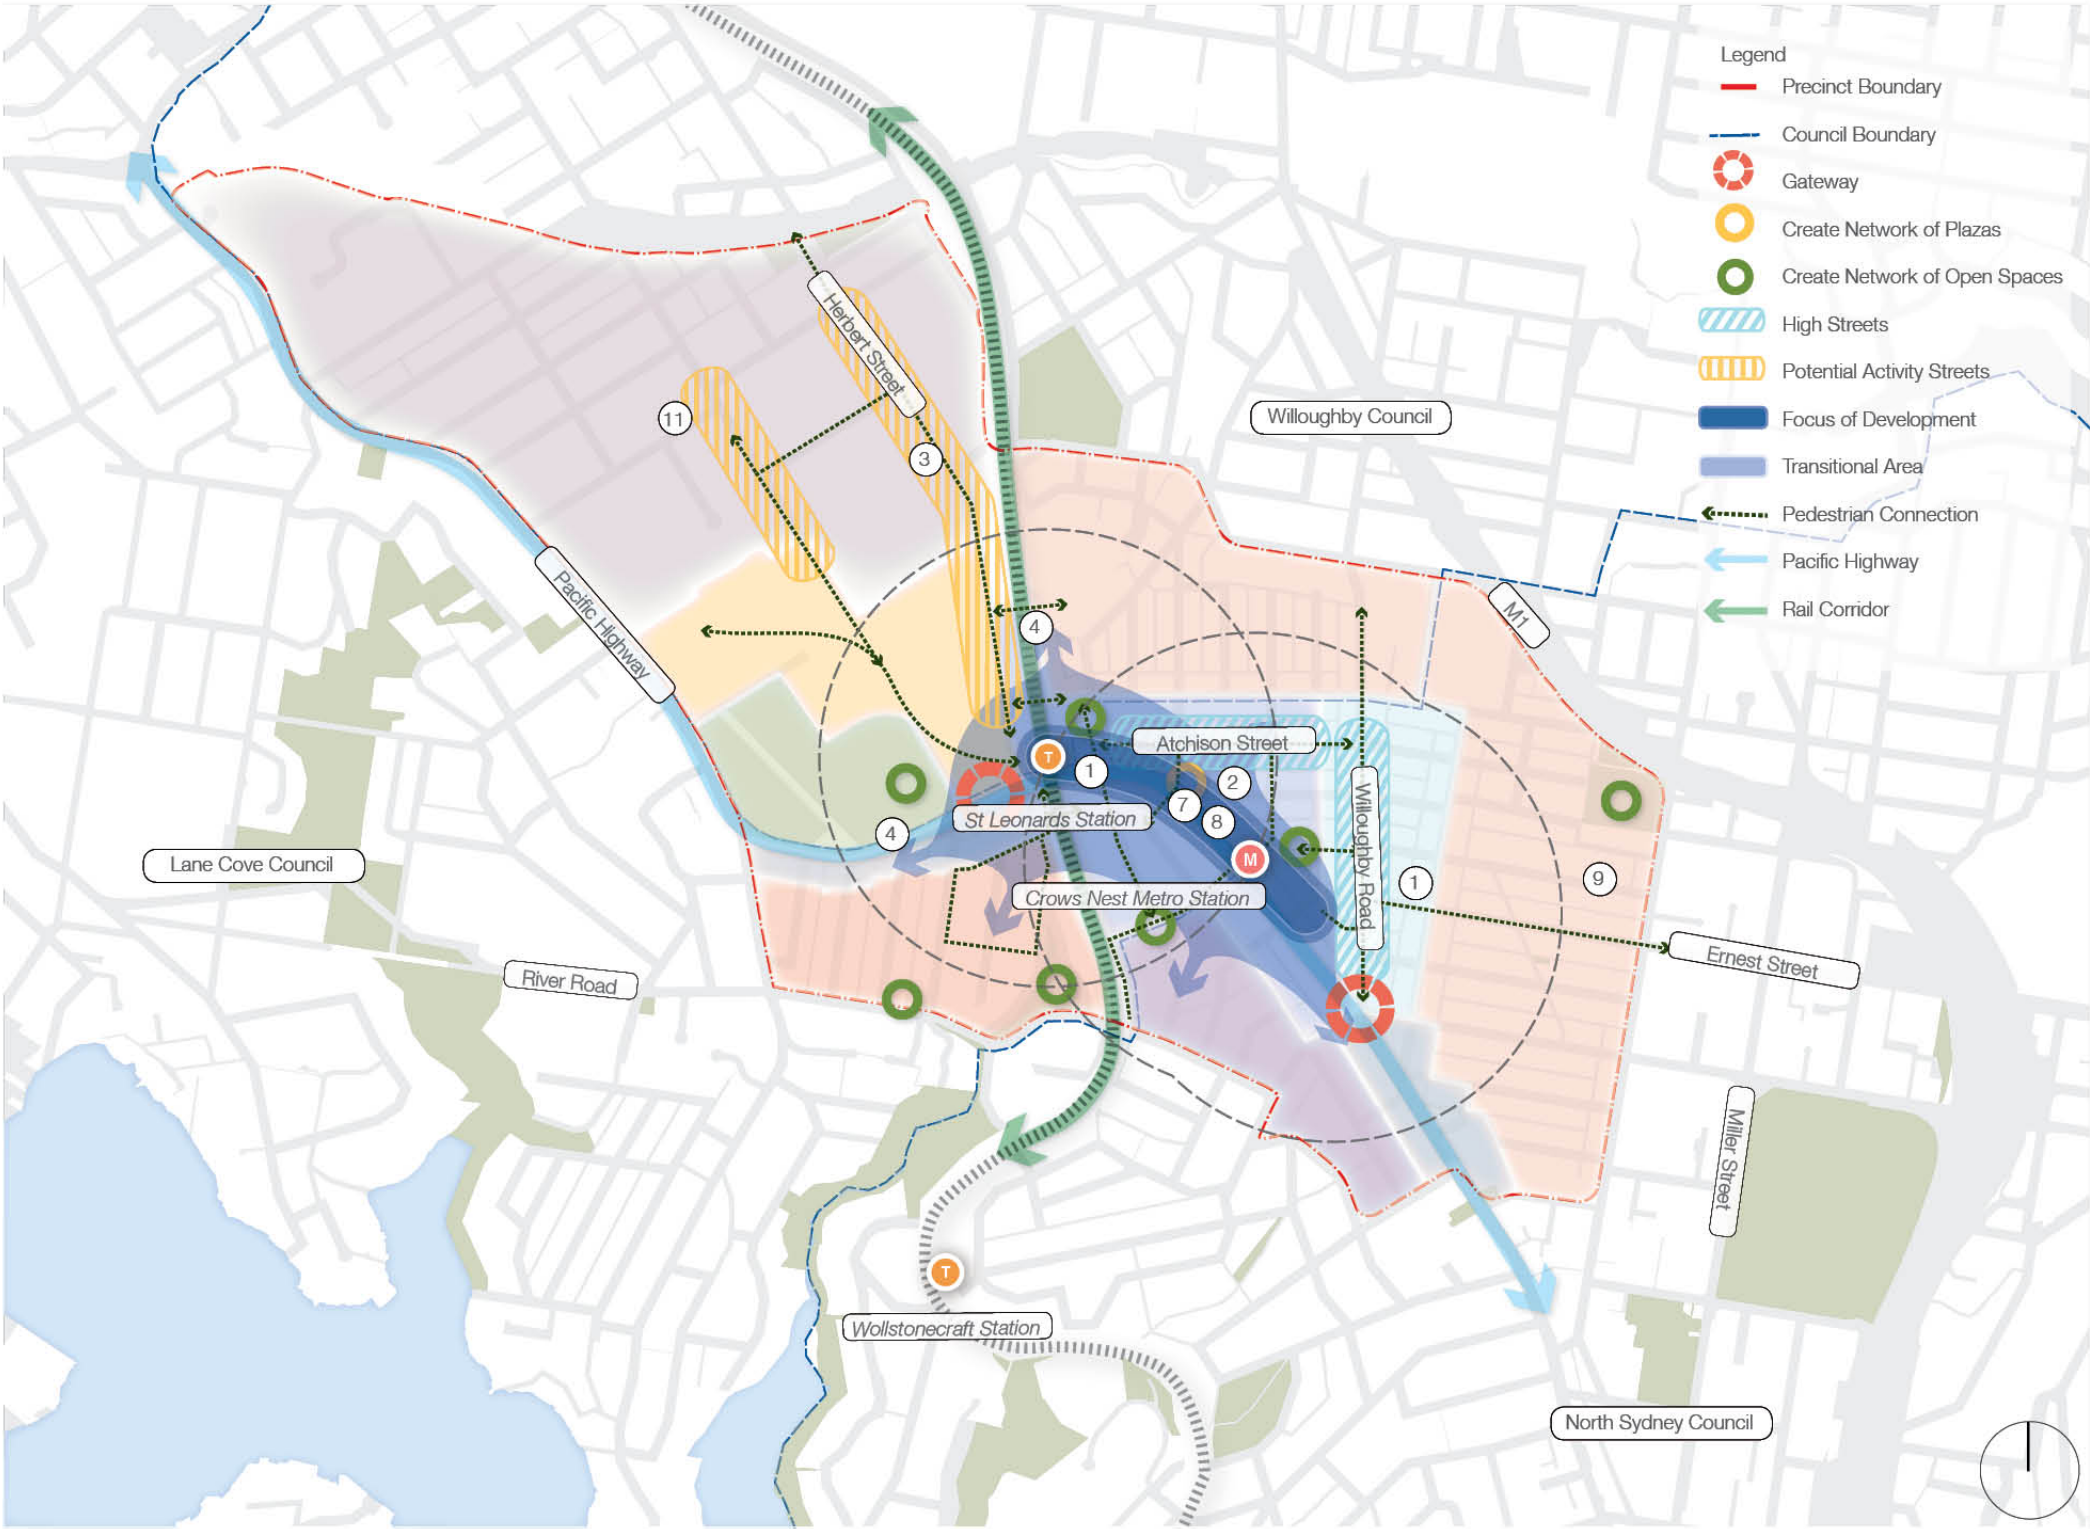 Legend
Precinct Boundary
Council Boundary
Gateway
Create Network of Plazas
Create Network of Open Spaces
High Streets
Potential Activity Streets
Focus of Development
Transitional Area
Pedestrian Connection
Pacific Highway
Rail Corridor
Herbert Street
11
3
Willoughby Council
Pacific Highway
M1
4
Atchison Street
T
1
2
7
8
St Leonards Station
4
M
Willoughby Road
1
9
Lane Cove Council
Crows Nest Metro Station
River Road
Ernest Street
Miller Street
T
Wollstonecraft Station
North Sydney Council